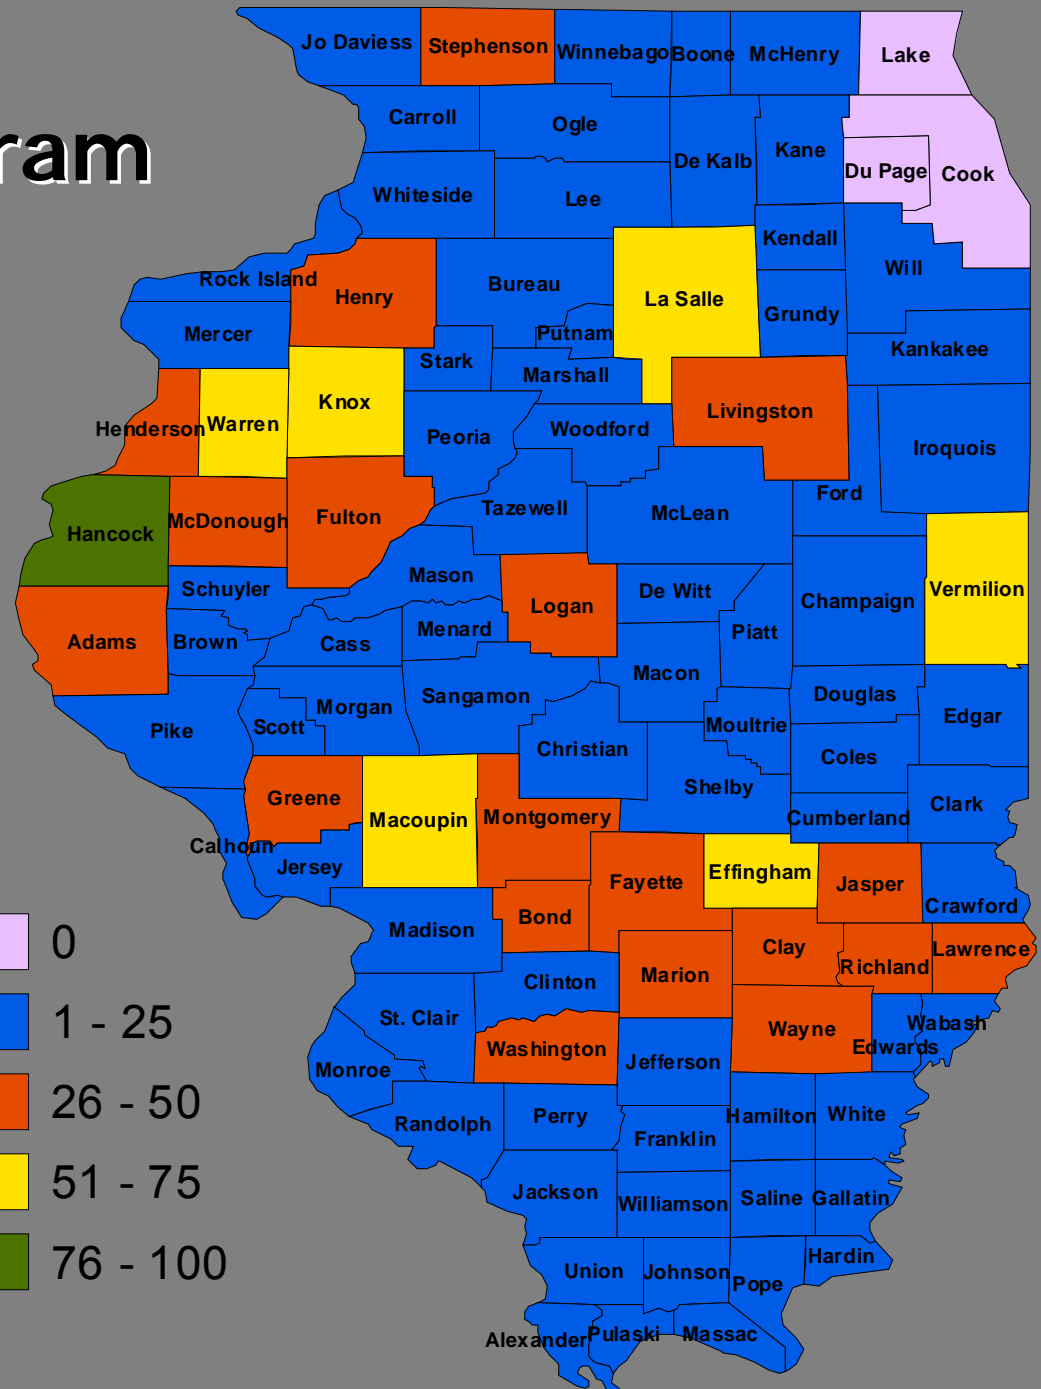 Jo Daviess
Stephenson
Winnebago
Boone
McHenry
Lake
Carroll
Ogle
De Kalb
Kane
Du Page
Cook
ram
Whiteside
Lee
Kendall
Will
Rock Island
Henry
Bureau
La Salle
Grundy
Mercer
Putnam
Kankakee
Stark
Marshall
Knox
Livingston
Henderson
Warren
Peoria
Woodford
Iroquois
Ford
Hancock
McDonough
Fulton
Tazewell
McLean
Schuyler
Mason
Logan
De Witt
Champaign
Vermilion
Adams
Brown
Cass
Menard
Piatt
Macon
Pike
Scott
Morgan
Sangamon
Christian
Moultrie
Douglas
Edgar
Coles
Shelby
Greene
Macoupin
Montgomery
Cumberland
Clark
Calhoun
Jersey
Fayette
Effingham
Jasper
Crawford
Madison
Bond
Clay
Richland
Lawrence
0
Clinton
Marion
1 - 25
St. Clair
Washington
Wayne
Edwards
Wabash
Monroe
Jefferson
26 - 50
Randolph
Perry
Franklin
Hamilton
White
51 - 75
Jackson
Williamson
Saline
Gallatin
76 - 100
Union
Johnson
Pope
Hardin
Alexander
Pulaski
Massac